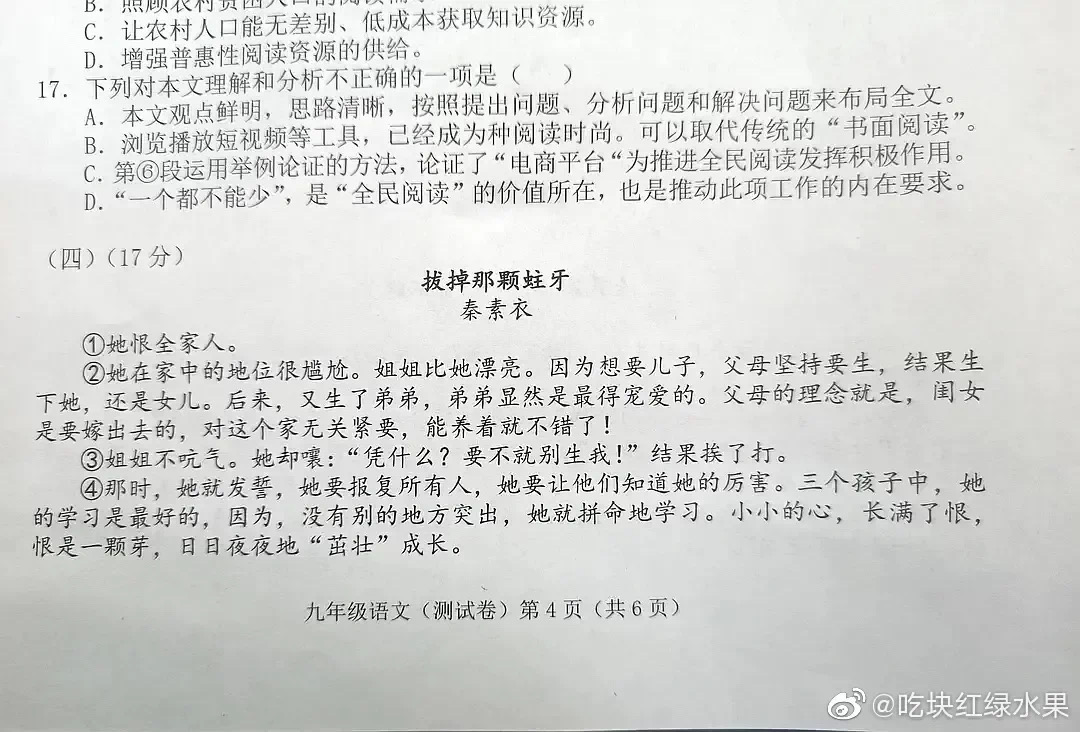 B. 照顾农村贫困人口的阅读
C. 让农村人口能无差别、低成本获取知识资源。
D. 增强普惠性阅读资源的供给。
17. 下列对本文理解和分析不正确的一项是（　　）
A. 本文观点鲜明，思路清晰，按照提出问题、分析问题和解决问题来布局全文。
B. 浏览播放短视频等工具，已经成为种阅读时尚。可以取代传统的“书面阅读”。
C. 第⑥段运用举例论证的方法，论证了“电商平台“为推进全民阅读发挥积极作用。
D. “一个都不能少”，是“全民阅读”的价值所在，也是推动此项工作的内在要求。
（四）（17 分）
拔掉那颗蛀牙
秦素衣
①她恨全家人。
②她在家中的地位很尴尬。姐姐比她漂亮。因为想要儿子，父母坚持要生，结果生
下她，还是女儿。后来，又生了弟弟，弟弟显然是最得宠爱的。父母的理念就是，闺女
是要嫁出去的，对这个家无关紧要，能养着就不错了！
③姐姐不吭气。她却嚷：“凭什么？要不就别生我！”结果挨了打。
④那时，她就发誓，她要报复所有人，她要让他们知道她的厉害。三个孩子中，她
的学习是最好的，因为，没有别的地方突出，她就拼命地学习。小小的心，长满了恨，
恨是一颗芽，日日夜夜地“茁壮”成长。
九年级语文（测试卷）第 4 页（共 6 页）
@吃块红绿水果